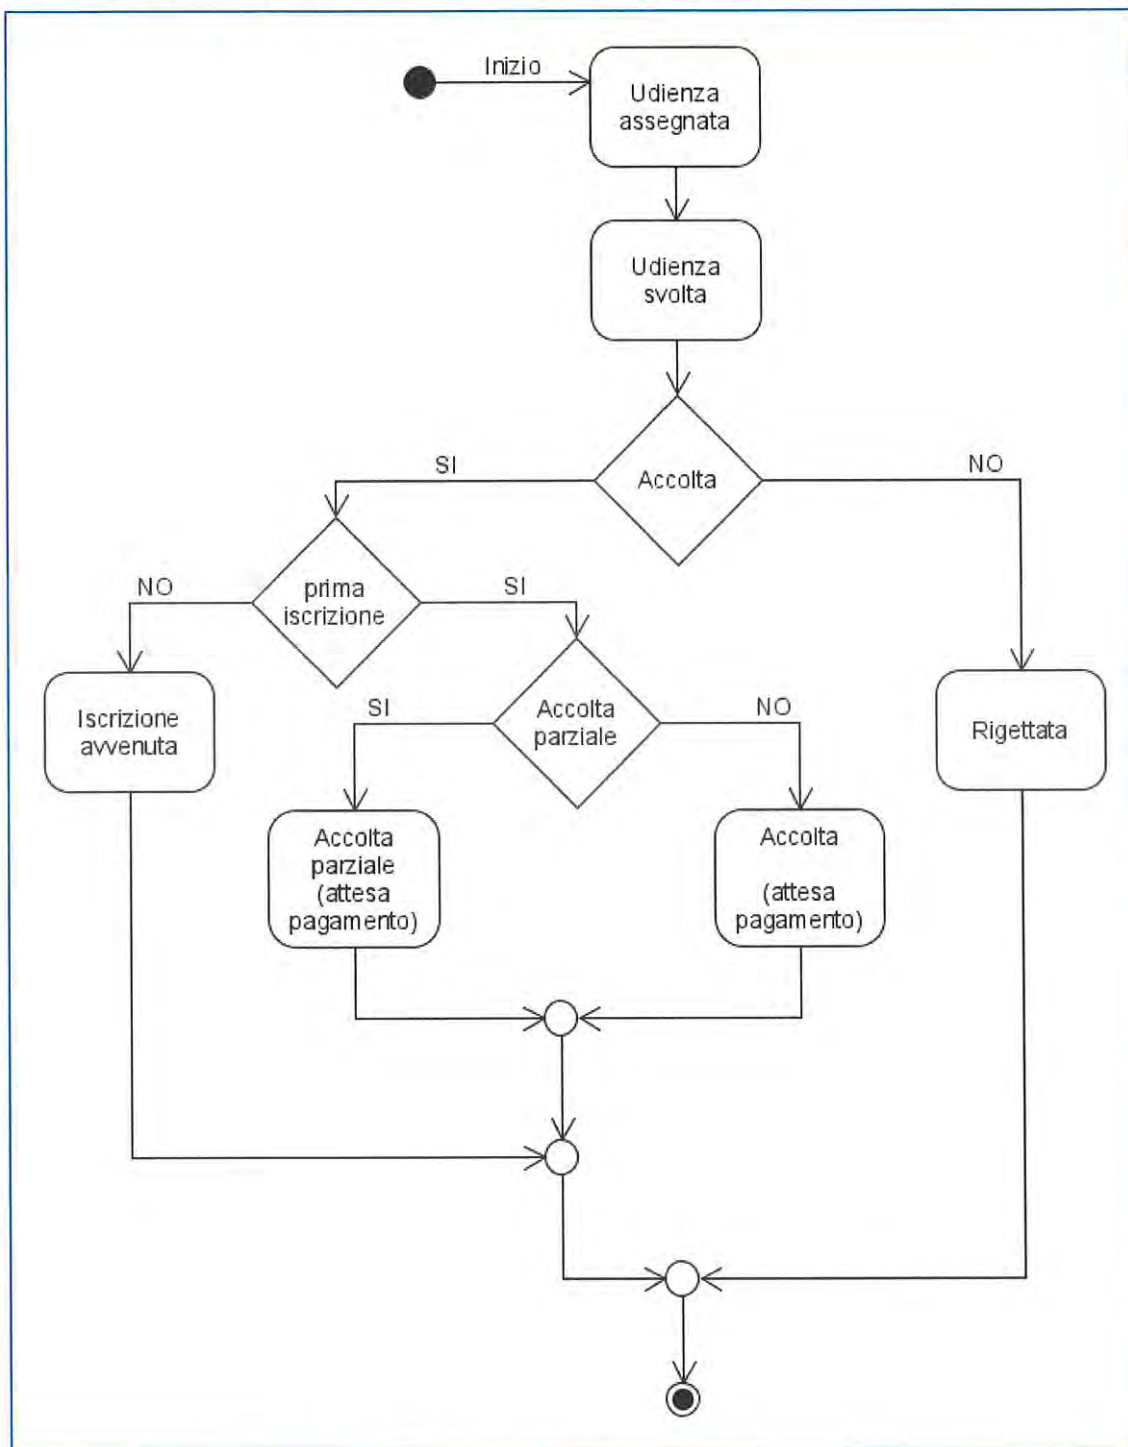 Inizio
Udienza
assegnata
Udienza
svolta
SI
Accolta
NO
NO
prima
iscrizione
SI
Iscrizione
avvenuta
SI
Accolta
parziale
NO
Rigettata
Accolta
parziale
(attesa
pagamento)
Accolta
(attesa
pagamento)